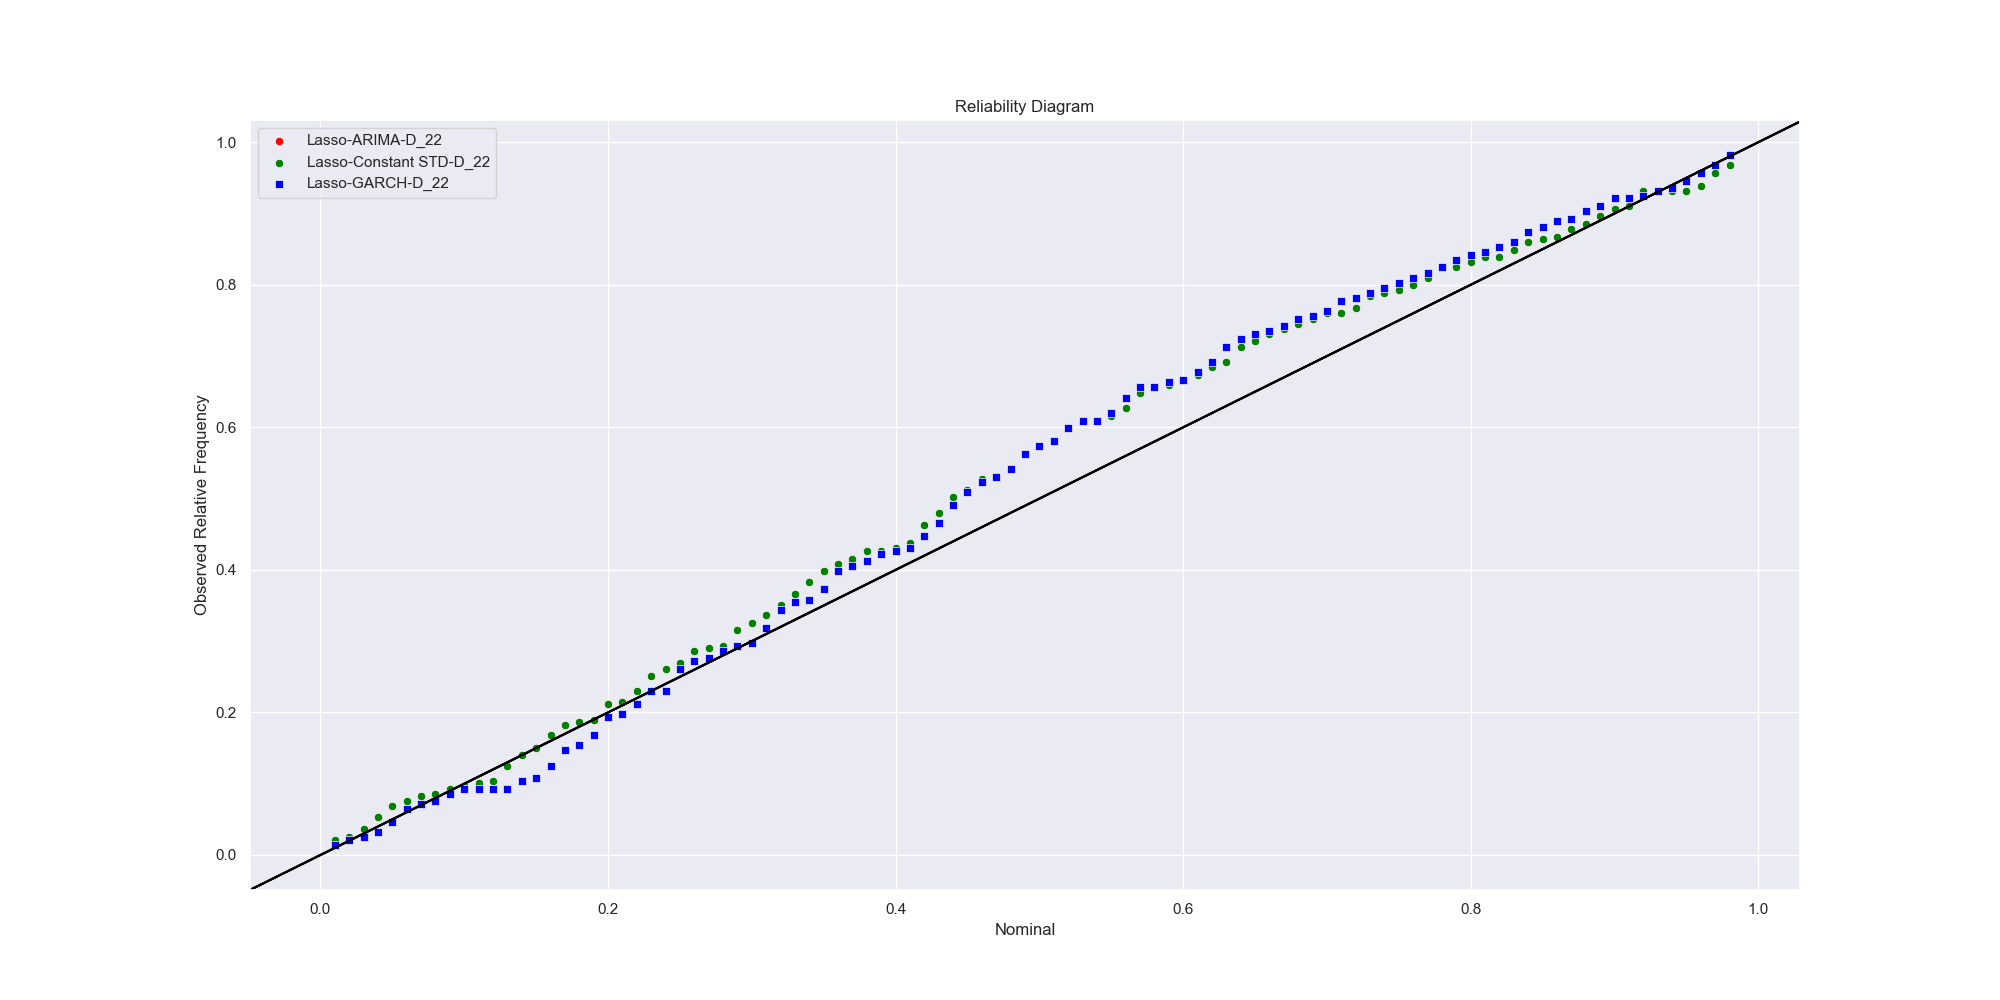 Reliability Diagram
Lasso-ARIMA-D_22
Lasso-Constant STD-D_22
Lasso-GARCH-D_22
1.0
0.8
0.6
0.4
0.2
0.0
Observed Relative Frequency
0.0 0.2 0.4 0.6 0.8 1.0
Nominal